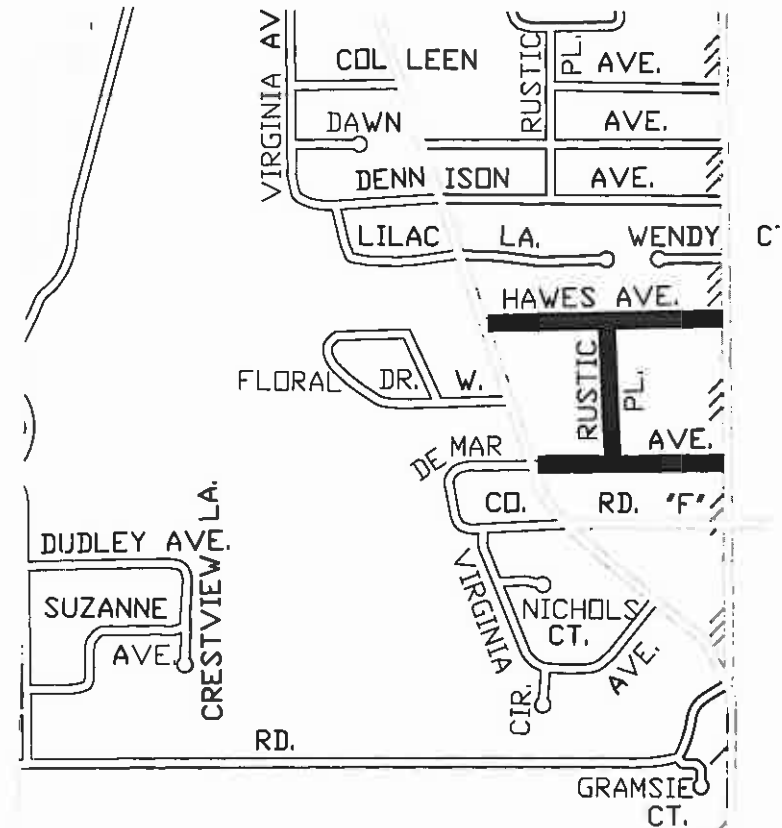 VIRGINIA AV
COL LEEN
AVE.
RUSTIC
PL.
DAWN
AVE.
DENN ISON
AVE.
LILAC LA.
WENDY C
HAWES AVE.
RUSTIC
PL.
FLORAL DR. W.
DE MAR
AVE.
CO. RD. "F"
DUDLEY AVE.
CRESTVIEW LA.
SUZANNE
AVE.
VIRGINIA
AVE.
NICHOLS
CT.
CIR.
RD.
GRAMSIE
CT.